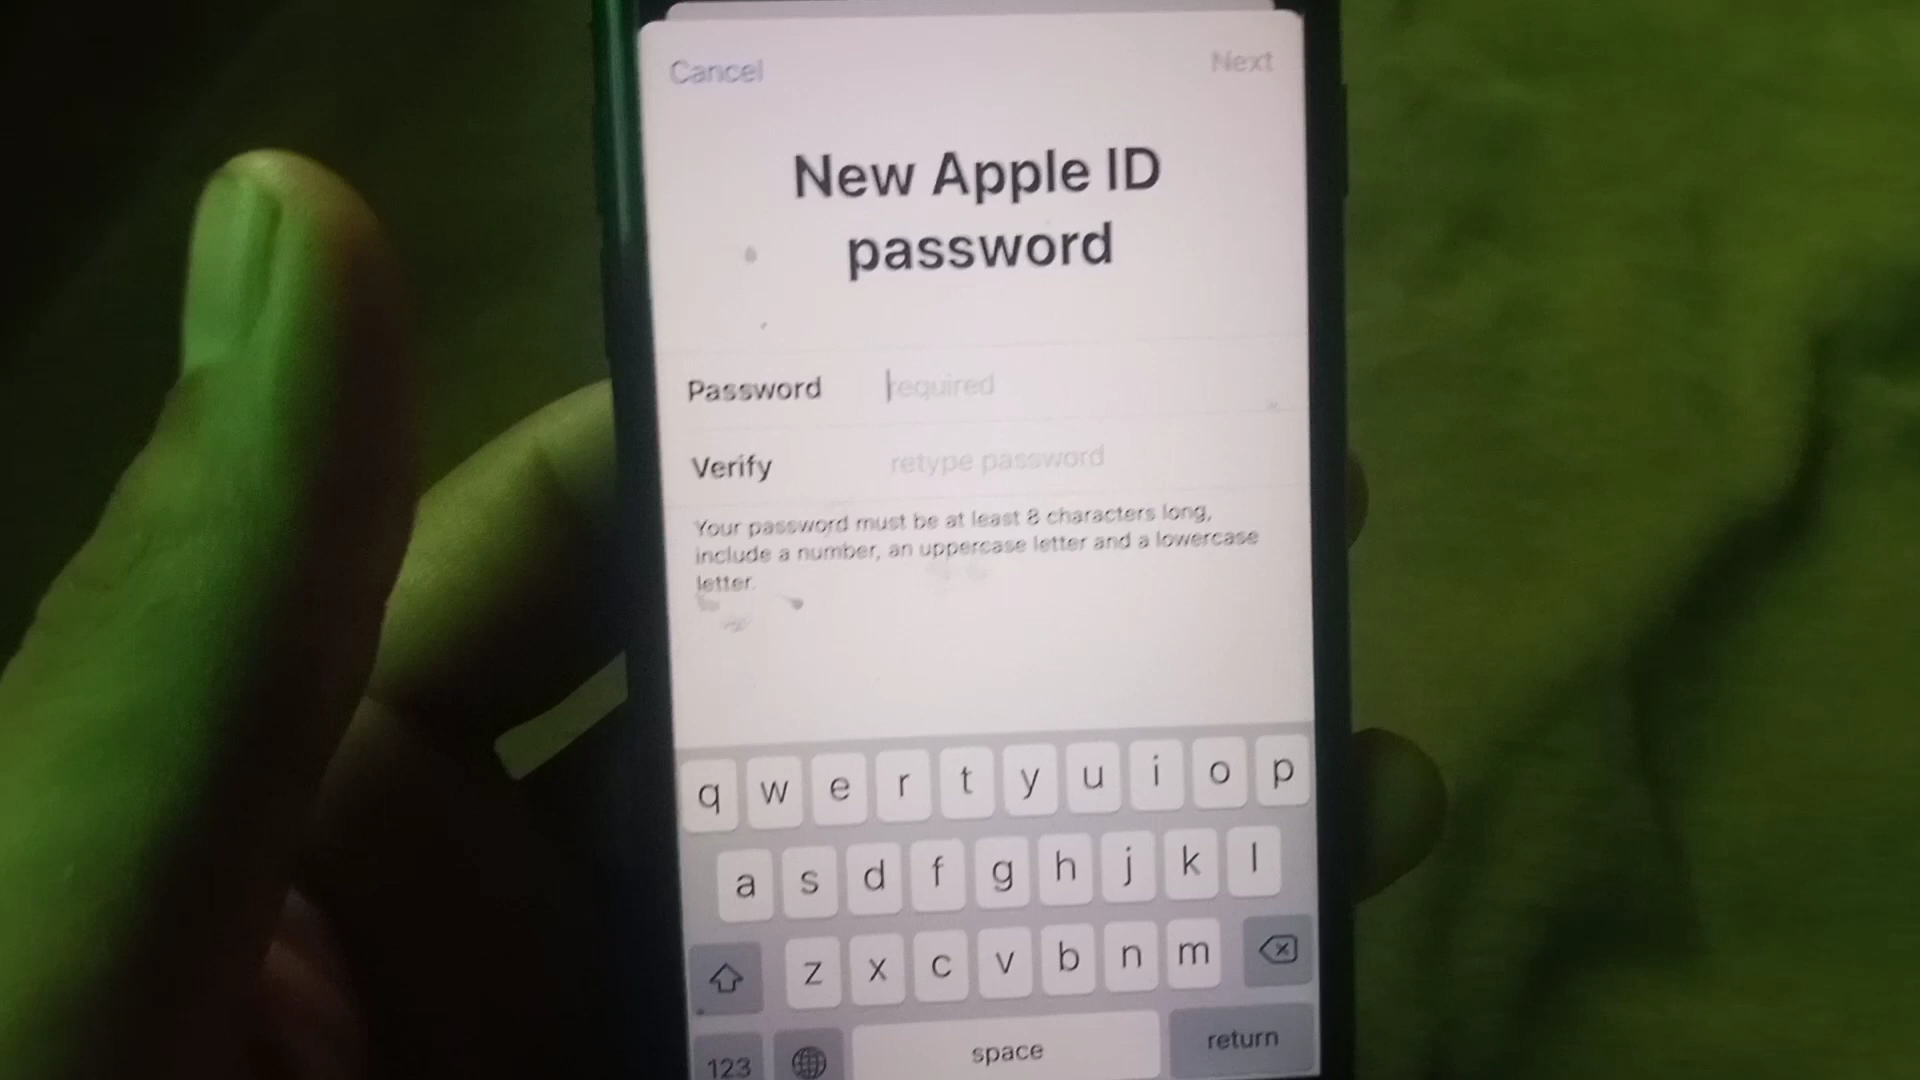 Cancel
Next
New Apple ID
password
Password required
Verify retype password
Your password must be at least 8 characters long,
include a number, an uppercase letter and a lowercase
letter.
q w e r t y u i o p
a s d f g h j k l
z x c v b n m
123 space return